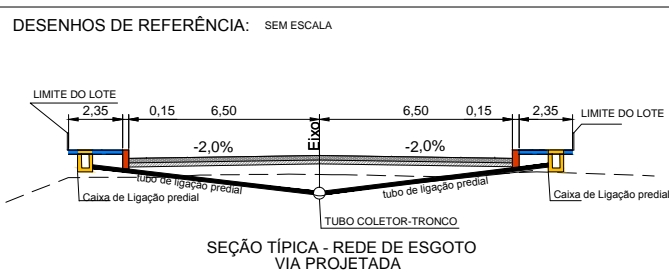 DESENHOS DE REFERÊNCIA: SEM ESCALA
LIMITE DO LOTE
2,35 0,15 6,50 6,50 0,15 2,35
LIMITE DO LOTE
Eixo
-2,0% -2,0%
tubo de ligação predial
tubo de ligação predial
Caixa de Ligação predial
Caixa de Ligação predial
TUBO COLETOR-TRONCO
SEÇÃO TÍPICA - REDE DE ESGOTO
VIA PROJETADA